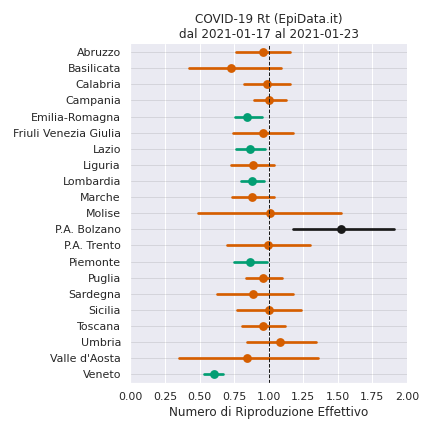 COVID-19 Rt (EpiData.it)
dal 2021-01-17 al 2021-01-23
Abruzzo
Basilicata
Calabria
Campania
Emilia-Romagna
Friuli Venezia Giulia
Lazio
Liguria
Lombardia
Marche
Molise
P.A. Bolzano
P.A. Trento
Piemonte
Puglia
Sardegna
Sicilia
Toscana
Umbria
Valle d'Aosta
Veneto
0.00 0.25 0.50 0.75 1.00 1.25 1.50 1.75 2.00
Numero di Riproduzione Effettivo